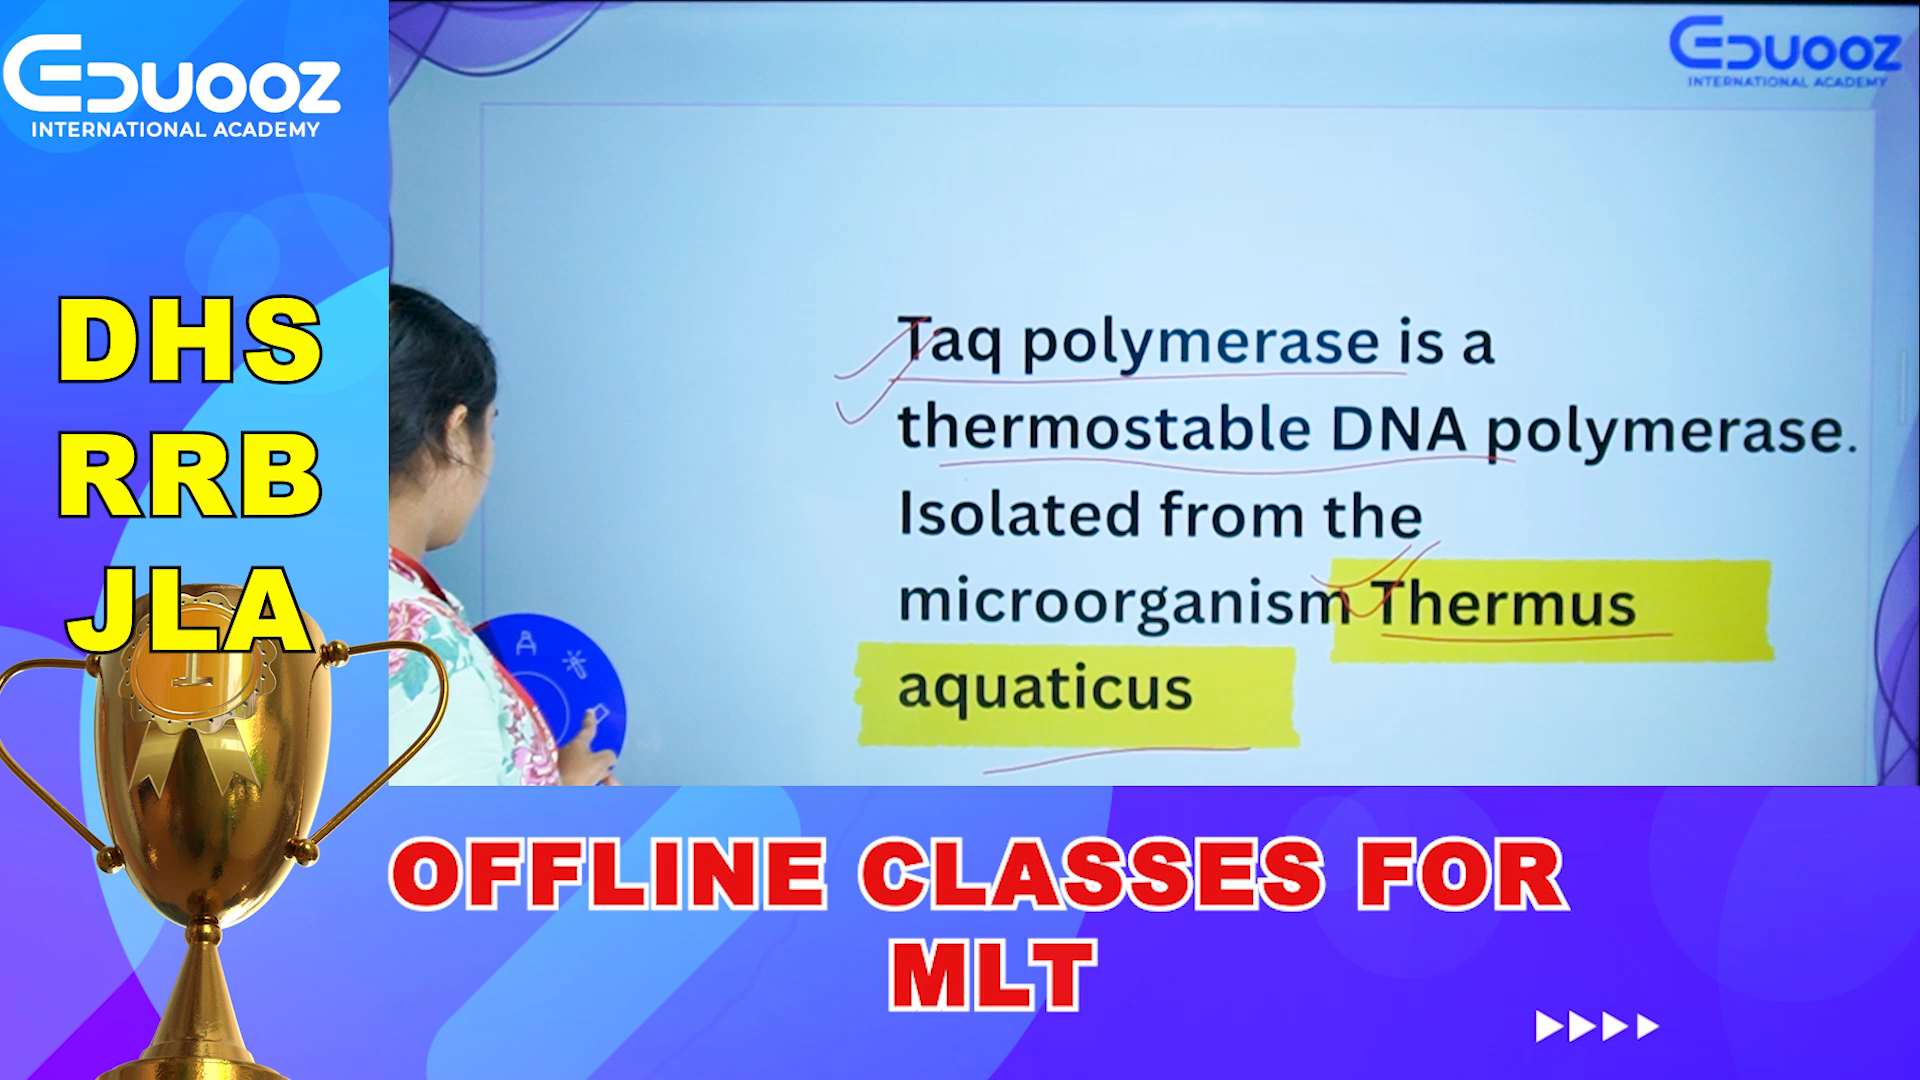 EDUOOZ
INTERNATIONAL ACADEMY
DHS
RRB
JLA
1
EDUOOZ
INTERNATIONAL ACADEMY
Taq polymerase is a
thermostable DNA polymerase.
Isolated from the
microorganism Thermus
aquaticus
OFFLINE CLASSES FOR
MLT